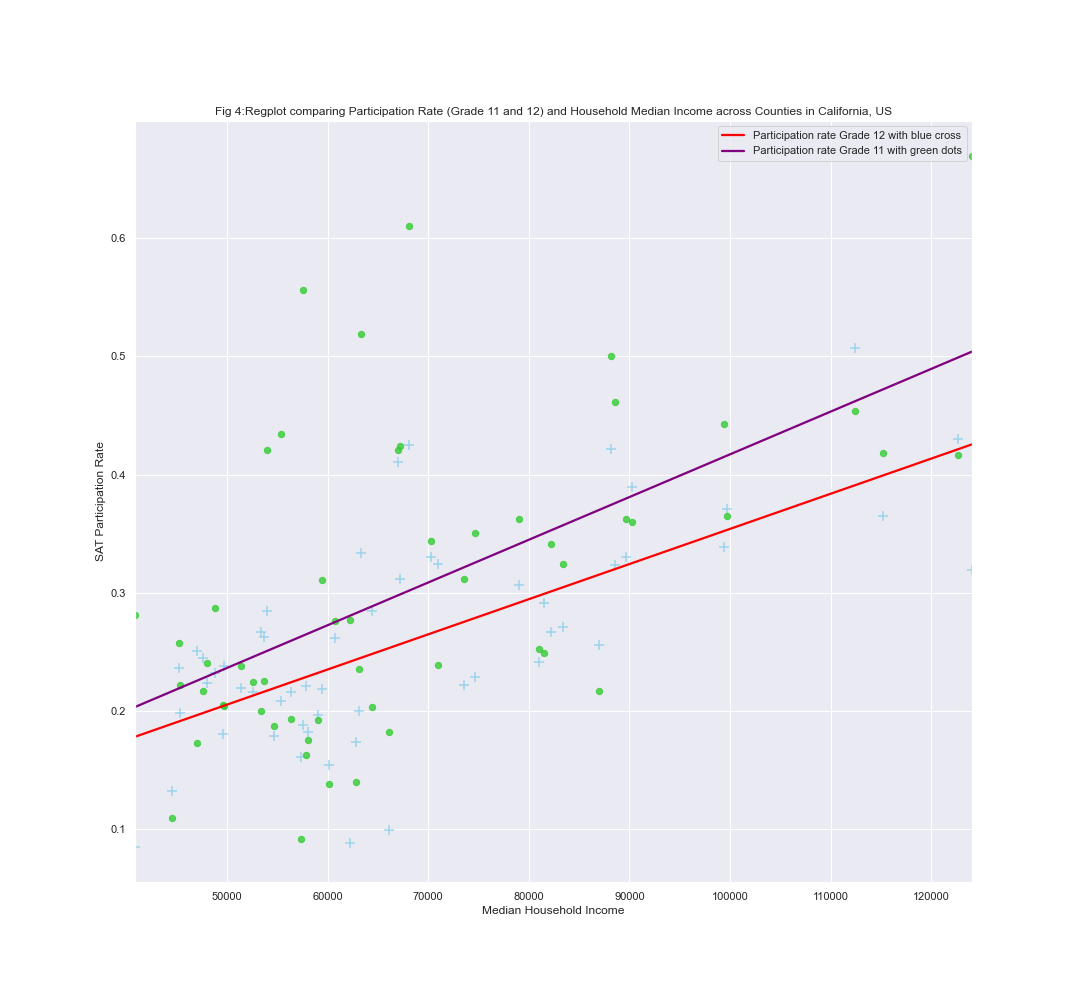 Fig 4:Regplot comparing Participation Rate (Grade 11 and 12) and Household Median Income across Counties in California, US
Participation rate Grade 12 with blue cross
Participation rate Grade 11 with green dots
SAT Participation Rate
0.6
0.5
0.4
0.3
0.2
0.1
50000 60000 70000 80000 90000 100000 110000 120000
Median Household Income